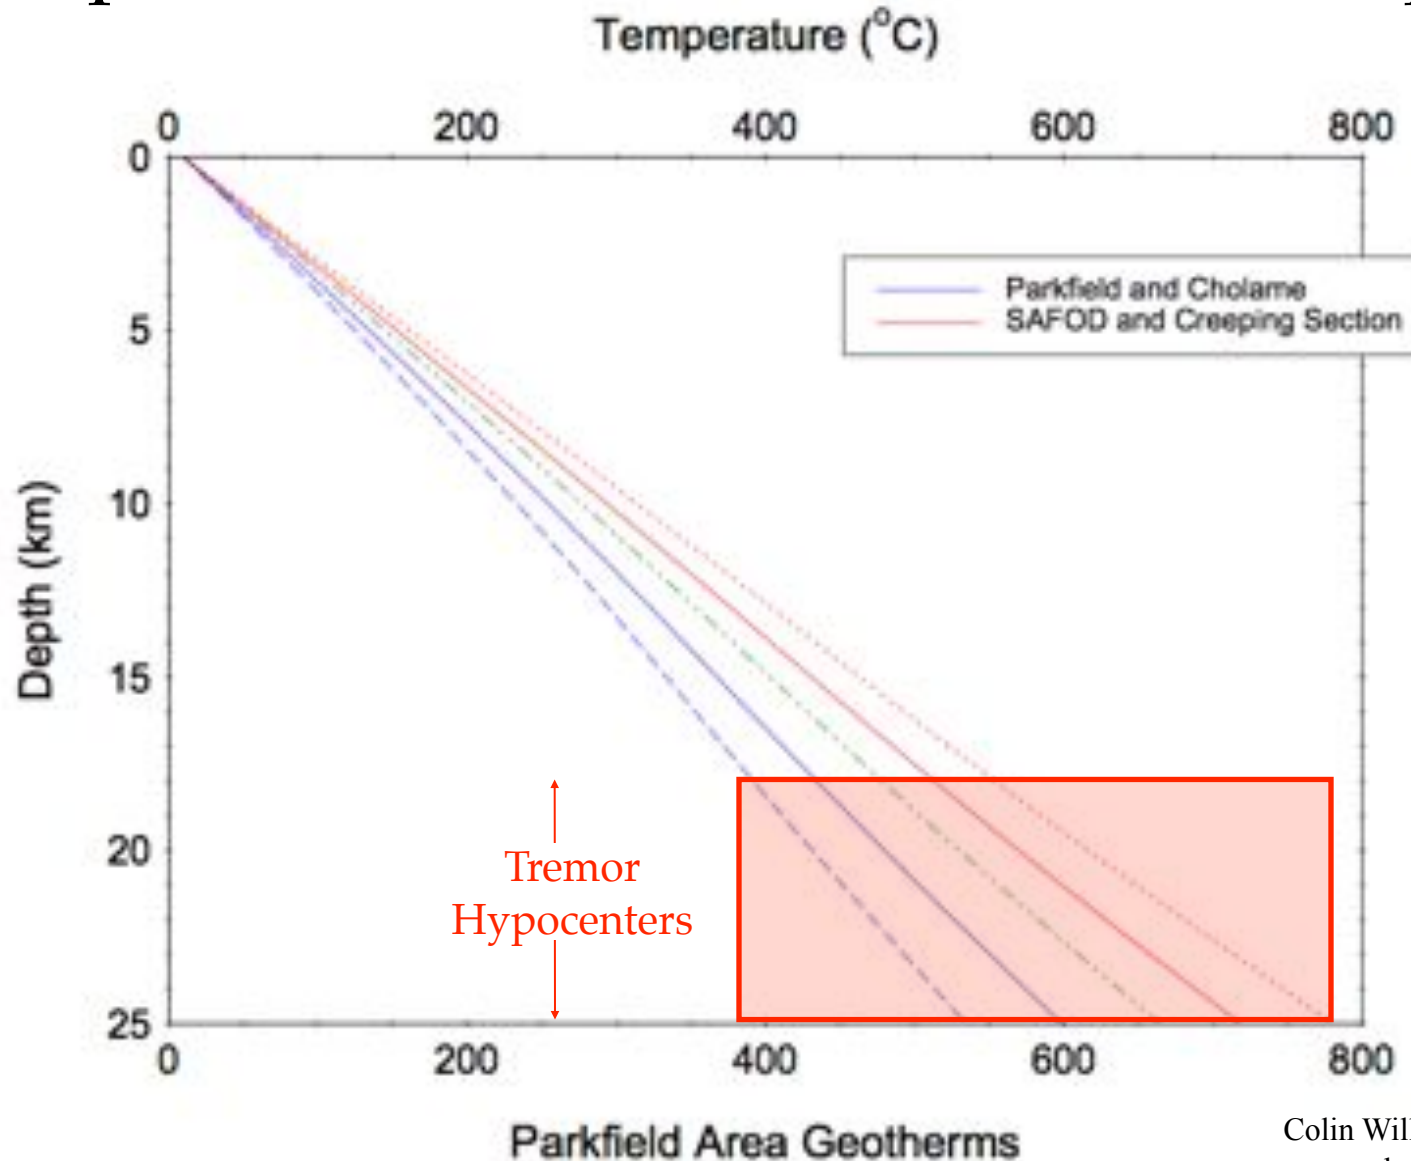 Temperature (°C)
0 200 400 600 800
0
5
10
15
20
25
Depth (km)
Parkfield and Cholame
SAFOD and Creeping Section
Tremor
Hypocenters
0 200 400 600 800
Parkfield Area Geotherms
Colin